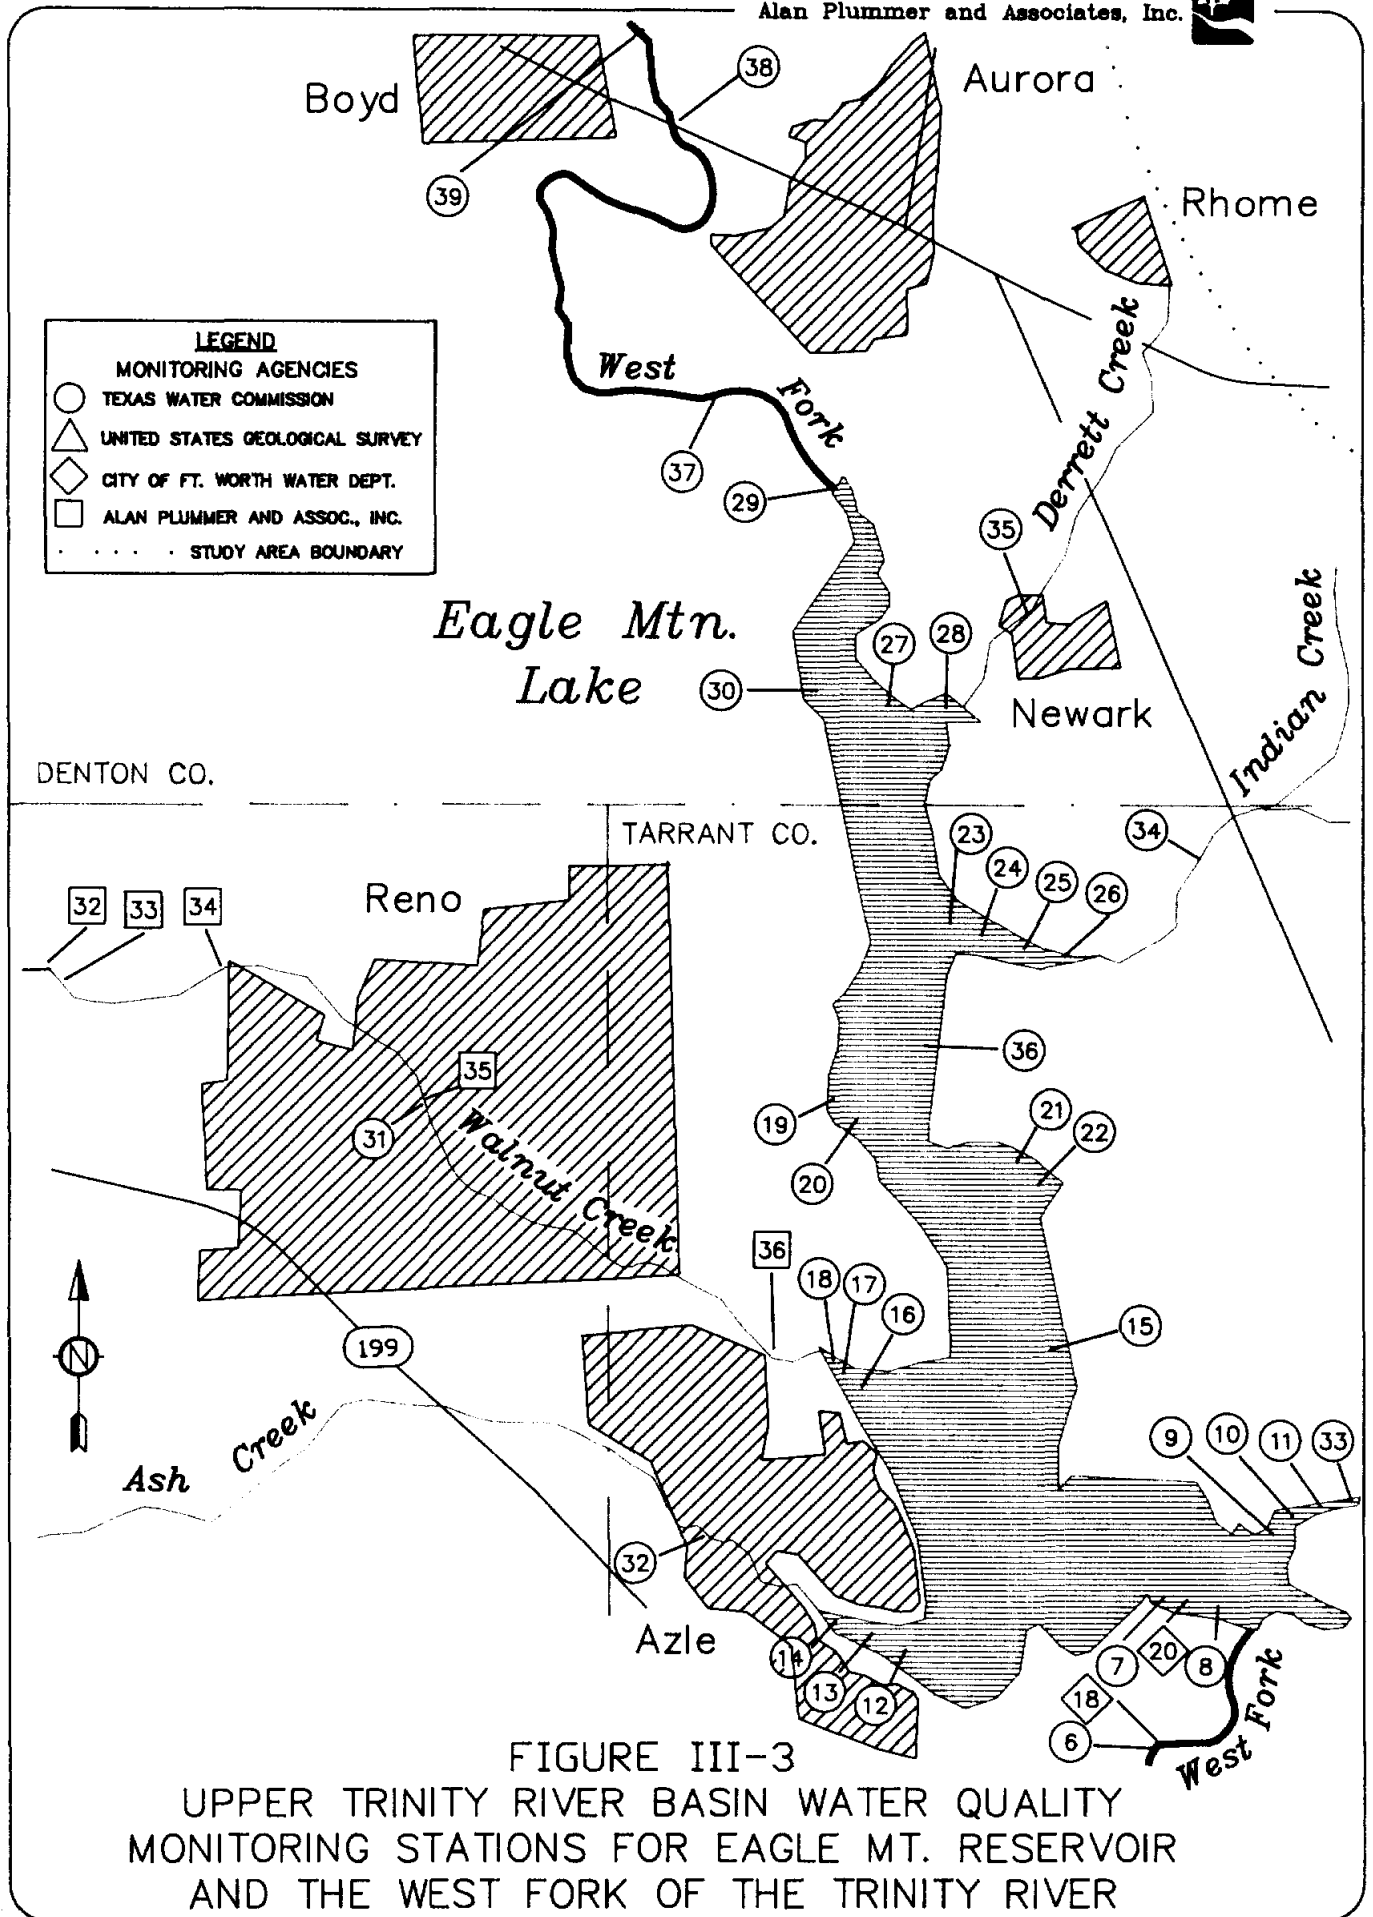 Alan Plummer and Associates, Inc.
Boyd
38
Aurora
39
Rhome
LEGEND
MONITORING AGENCIES
TEXAS WATER COMMISSION
UNITED STATES GEOLOGICAL SURVEY
CITY OF FT. WORTH WATER DEPT.
ALAN PLUMMER AND ASSOC., INC.
STUDY AREA BOUNDARY
West Fork
Derrett Creek
37
29
35
Eagle Mtn.
Lake
27
28
30
Newark
Indian Creek
DENTON CO.
TARRANT CO.
23
34
24
25
26
Reno
32
33
34
36
35
31
Walnut Creek
19
20
21
22
36
18
17
16
15
199
Ash Creek
9
10
11
33
32
Azle
14
13
12
7
20
8
18
6
West Fork
FIGURE III-3
UPPER TRINITY RIVER BASIN WATER QUALITY
MONITORING STATIONS FOR EAGLE MT. RESERVOIR
AND THE WEST FORK OF THE TRINITY RIVER